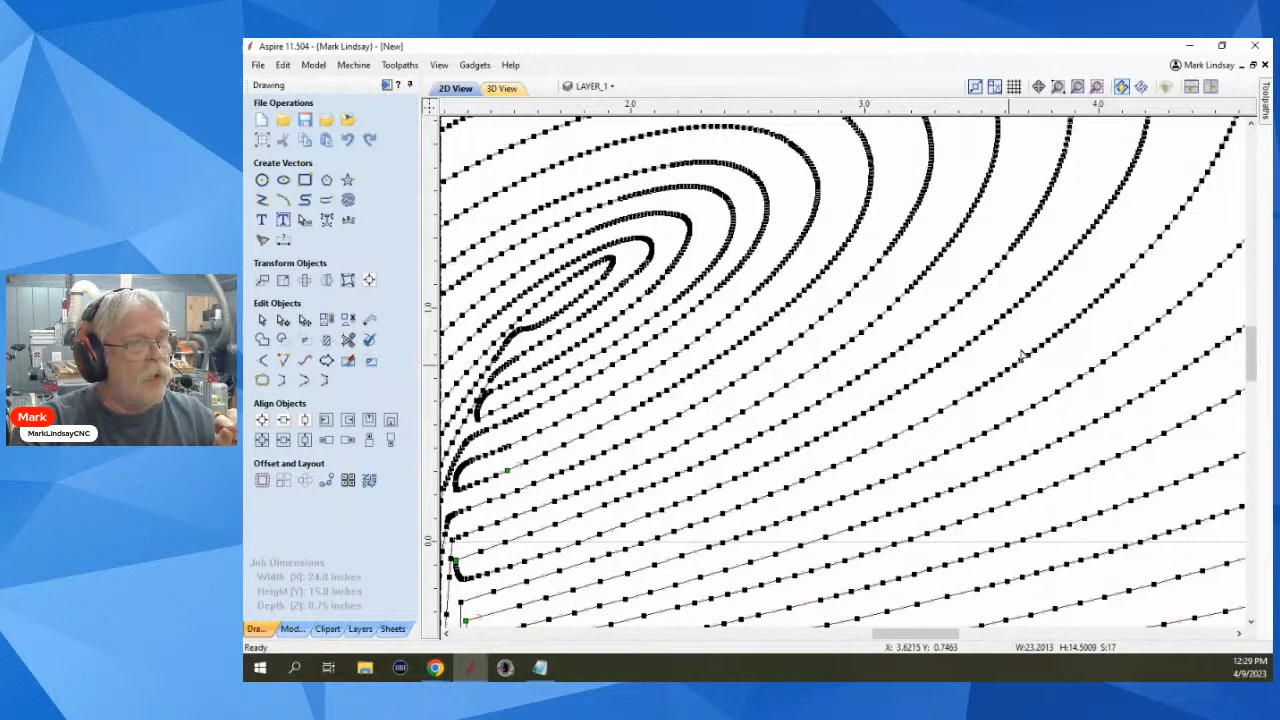 Aspire 11.504 - {Mark Lindsay} - [New]
File Edit Model Machine Toolpaths View Gadgets Help
Mark Lindsay
Drawing
2D View 3D View LAYER_1
Toolpaths
File Operations
2.0 3.0 4.0
Create Vectors
Transform Objects
Edit Objects
1.0
Align Objects
Offset and Layout
0.0
Job Dimensions
Width (X): 24.0 inches
Height (Y): 15.0 inches
Depth (Z): 0.75 inches
Dra... Mod... Clipart Layers Sheets
Ready
X: 3.6215 Y: 0.7463
W:23.2013 H:14.5009 S:17
12:29 PM
4/9/2023
Mark
MarkLindsayCNC